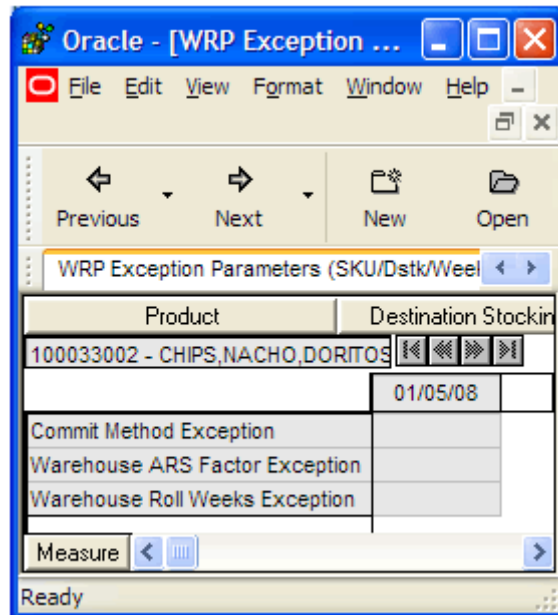 Oracle - [WRP Exception ...
File Edit View Format Window Help
Previous Next New Open
WRP Exception Parameters (SKU/Dstk/Week
Product Destination Stockin
100033002 - CHIPS,NACHO,DORITOS
01/05/08
Commit Method Exception
Warehouse ARS Factor Exception
Warehouse Roll Weeks Exception
Measure
Ready